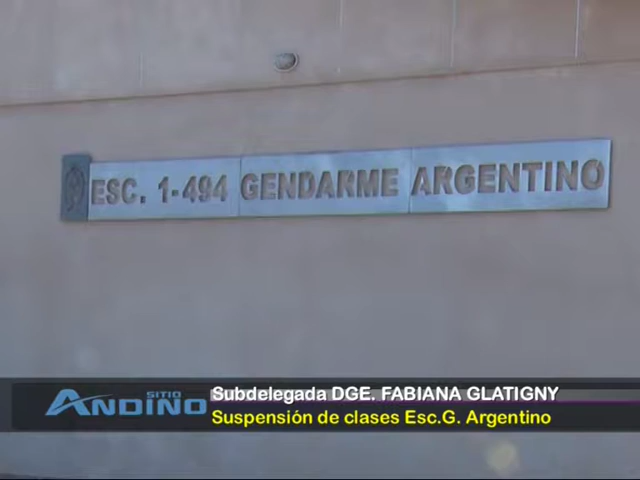 ESC. 1-494 GENDARME ARGENTINO
SITIO
ANDINO
Subdelegada DGE. FABIANA GLATIGNY
Suspensión de clases Esc.G. Argentino